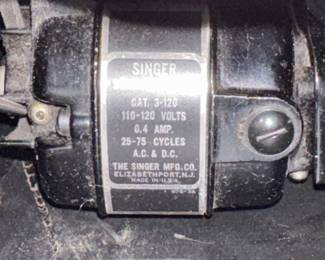 SINGER
CAT. 3-120
110-120 VOLTS
0.4 AMP.
25-75 CYCLES
A.C. & D.C.
THE SINGER MFG. CO.
ELIZABETHPORT, N.J.
MADE IN U.S.A.